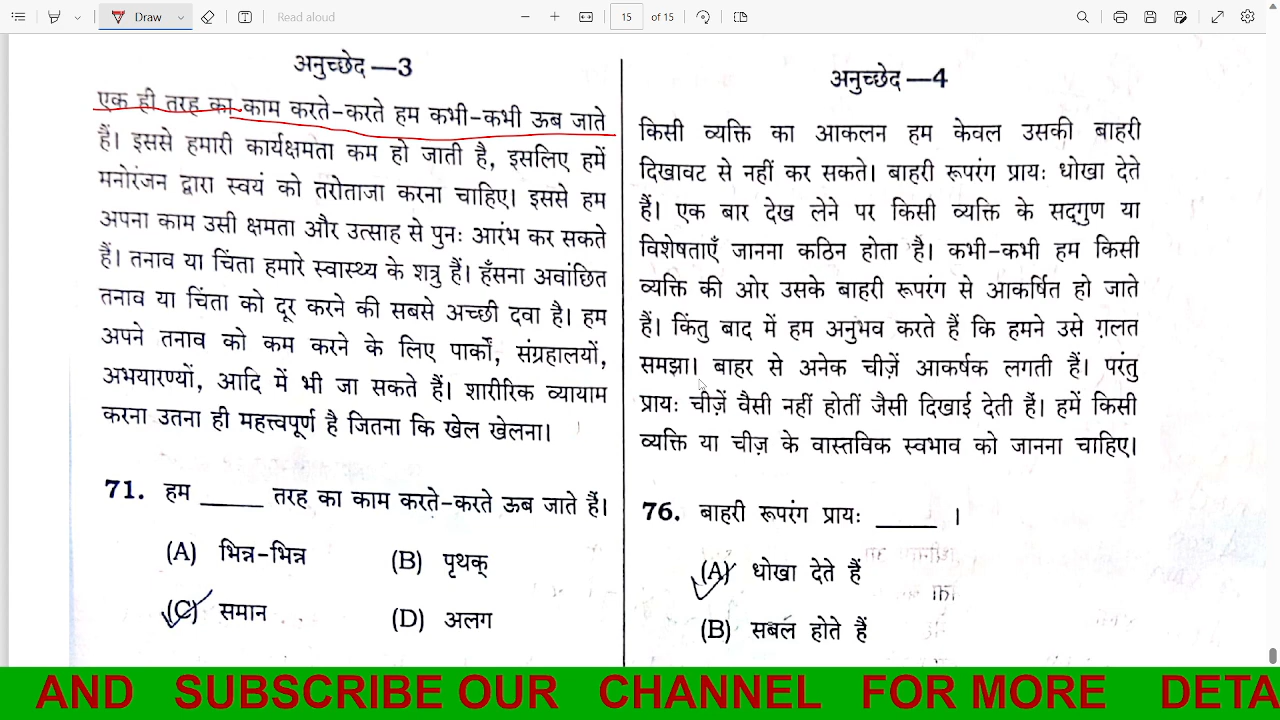 Draw
Read aloud
15
of 15
अनुच्छेद—3
एक ही तरह का काम करते-करते हम कभी-कभी ऊब जाते
हैं। इससे हमारी कार्यक्षमता कम हो जाती है, इसलिए हमें
मनोरंजन द्वारा स्वयं को तरोताजा करना चाहिए। इससे हम
अपना काम उसी क्षमता और उत्साह से पुनः आरंभ कर सकते
हैं। तनाव या चिंता हमारे स्वास्थ्य के शत्रु हैं। हँसना अवांछित
तनाव या चिंता को दूर करने की सबसे अच्छी दवा है। हम
अपने तनाव को कम करने के लिए पार्कों, संग्रहालयों,
अभयारण्यों, आदि में भी जा सकते हैं। शारीरिक व्यायाम
करना उतना ही महत्त्वपूर्ण है जितना कि खेल खेलना।
71. हम _____ तरह का काम करते-करते ऊब जाते हैं।
(A) भिन्न-भिन्न
(B) पृथक्
(C) समान
(D) अलग
अनुच्छेद—4
किसी व्यक्ति का आकलन हम केवल उसकी बाहरी
दिखावट से नहीं कर सकते। बाहरी रूपरंग प्रायः धोखा देते
हैं। एक बार देख लेने पर किसी व्यक्ति के सद्‌गुण या
विशेषताएँ जानना कठिन होता है। कभी-कभी हम किसी
व्यक्ति की ओर उसके बाहरी रूपरंग से आकर्षित हो जाते
हैं। किंतु बाद में हम अनुभव करते हैं कि हमने उसे ग़लत
समझा। बाहर से अनेक चीज़ें आकर्षक लगती हैं। परंतु
प्रायः चीज़ें वैसी नहीं होतीं जैसी दिखाई देती हैं। हमें किसी
व्यक्ति या चीज़ के वास्तविक स्वभाव को जानना चाहिए।
76. बाहरी रूपरंग प्रायः _____ ।
(A) धोखा देते हैं
(B) सबल होते हैं
AND SUBSCRIBE OUR CHANNEL FOR MORE DETA